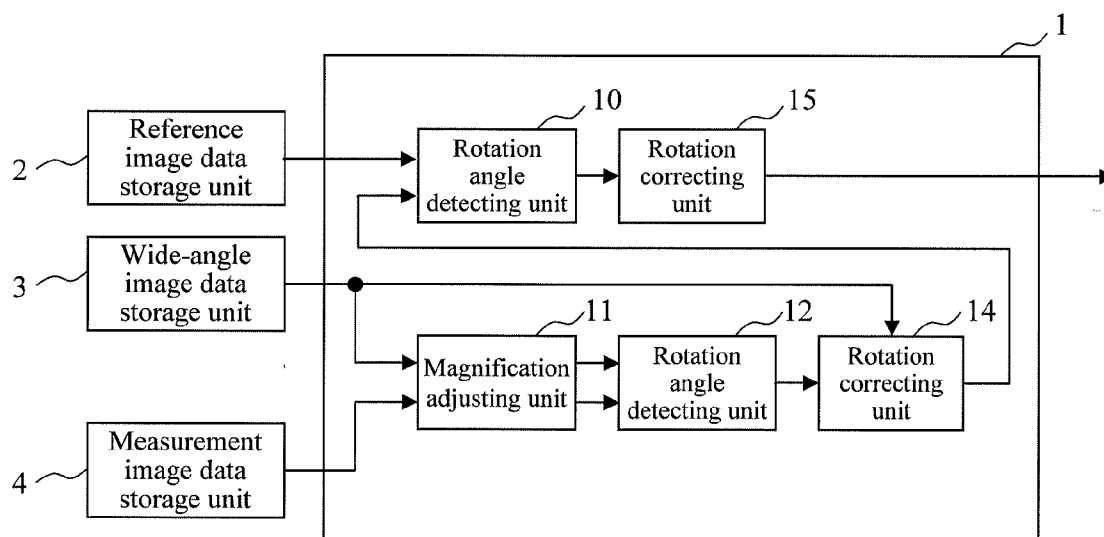 1
10
15
Reference
image data
storage unit
2
Rotation
angle
detecting unit
Rotation
correcting
unit
Wide-angle
image data
storage unit
3
11
12
14
Magnification
adjusting unit
Rotation
angle
detecting unit
Rotation
correcting
unit
Measurement
image data
storage unit
4